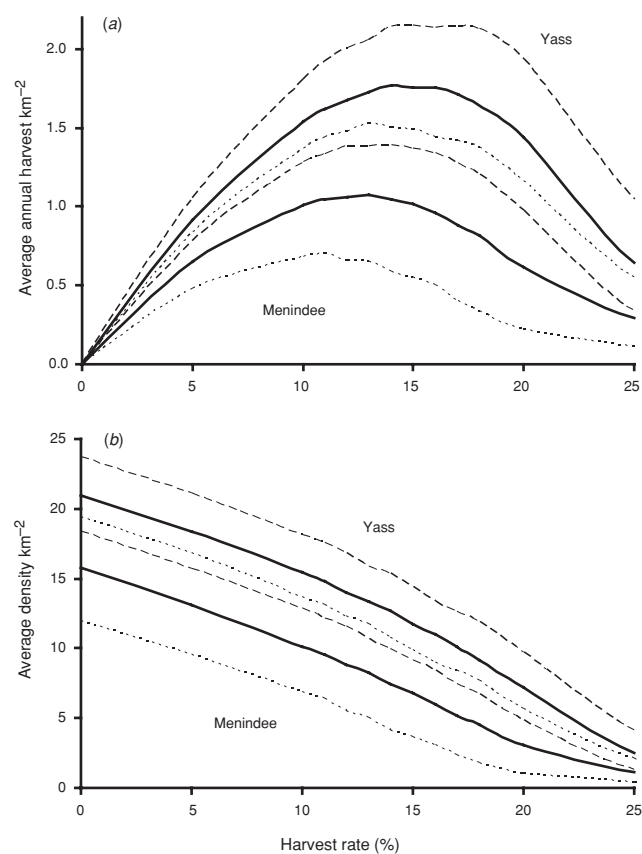 (a)
Yass
Average annual harvest km⁻²
2.0
1.5
1.0
0.5
0.0
Menindee
0 5 10 15 20 25
(b)
Yass
Average density km⁻²
25
20
15
10
5
0
Menindee
0 5 10 15 20 25
Harvest rate (%)